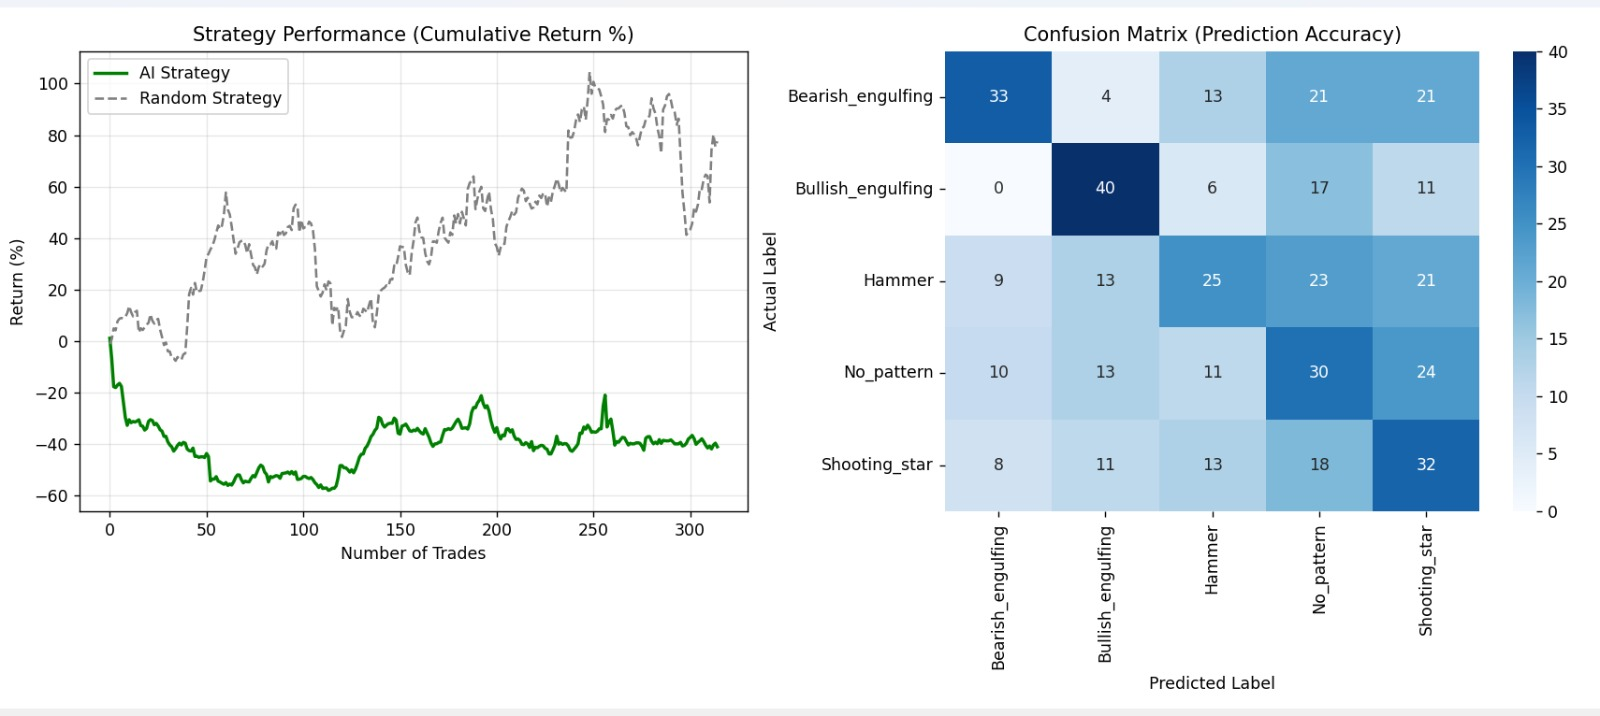 Strategy Performance (Cumulative Return %)
AI Strategy
Random Strategy
100
80
60
40
20
0
−20
−40
−60
Return (%)
0 50 100 150 200 250 300
Number of Trades
Confusion Matrix (Prediction Accuracy)
Actual Label
Bearish_engulfing 33 4 13 21 21
Bullish_engulfing 0 40 6 17 11
Hammer 9 13 25 23 21
No_pattern 10 13 11 30 24
Shooting_star 8 11 13 18 32
Bearish_engulfing
Bullish_engulfing
Hammer
No_pattern
Shooting_star
Predicted Label
40
35
30
25
20
15
10
5
0